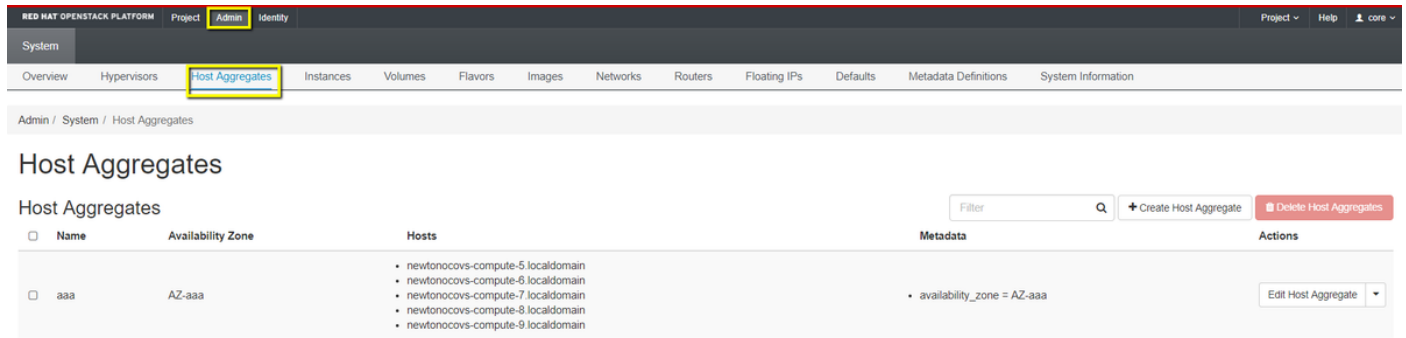 RED HAT OPENSTACK PLATFORM Project Admin Identity Project Help core
System
Overview Hypervisors Host Aggregates Instances Volumes Flavors Images Networks Routers Floating IPs Defaults Metadata Definitions System Information
Admin / System / Host Aggregates
Host Aggregates
Host Aggregates Filter + Create Host Aggregate Delete Host Aggregates
Name Availability Zone Hosts Metadata Actions
• newtonocovs-compute-5.localdomain
• newtonocovs-compute-6.localdomain
aaa AZ-aaa • newtonocovs-compute-7.localdomain • availability_zone = AZ-aaa Edit Host Aggregate
• newtonocovs-compute-8.localdomain
• newtonocovs-compute-9.localdomain